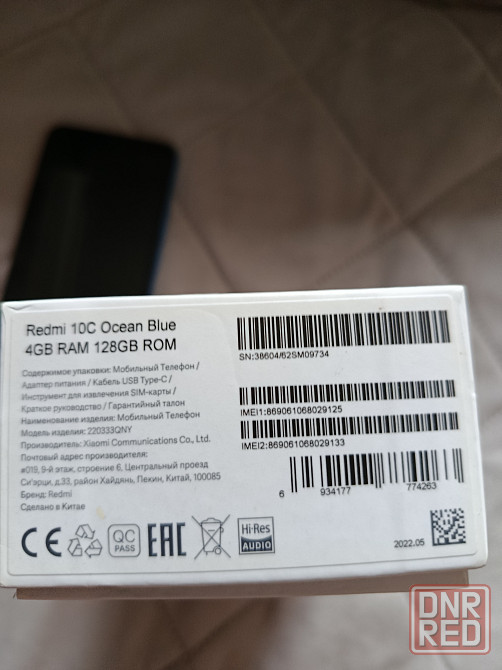 Redmi 10C Ocean Blue
4GB RAM 128GB ROM
Содержимое упаковки: Мобильный Телефон /
Адаптер питания / Кабель USB Type-C /
Инструмент для извлечения SIM-карты /
Краткое руководство / Гарантийный талон
Наименование изделия: Мобильный Телефон
Модель изделия: 220333QNY
Производитель: Xiaomi Communications Co., Ltd.
Почтовый адрес производителя:
#019, 9-й этаж, строение 6, Центральный проезд
Си'эрци, д.33, район Хайдянь, Пекин, Китай, 100085
Бренд: Redmi
Сделано в Китае
SN:38604/62SM09734
IMEI1:869061068029125
IMEI2:869061068029133
6 934177 774263
CE
QC
PASS
EAC
Hi-Res
AUDIO
2022.05
DNR
RED